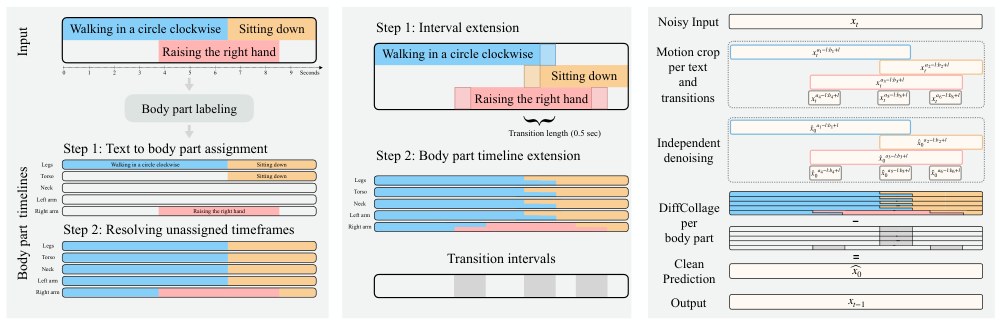 Input
Walking in a circle clockwise
Sitting down
Raising the right hand
0 1 2 3 4 5 6 7 8 9 Seconds
Body part labeling
Body part timelines
Step 1: Text to body part assignment
Legs
Walking in a circle clockwise
Sitting down
Torso
Sitting down
Neck
Left arm
Right arm
Raising the right hand
Step 2: Resolving unassigned timeframes
Legs
Torso
Neck
Left arm
Right arm
Step 1: Interval extension
Walking in a circle clockwise
Sitting down
Raising the right hand
Transition length (0.5 sec)
Step 2: Body part timeline extension
Legs
Torso
Neck
Left arm
Right arm
Transition intervals
Noisy Input
x_t
Motion crop
per text
and
transitions
Independent
denoising
DiffCollage
per
body part
−
=
Clean
Prediction
x̂_0
Output
x_{t−1}